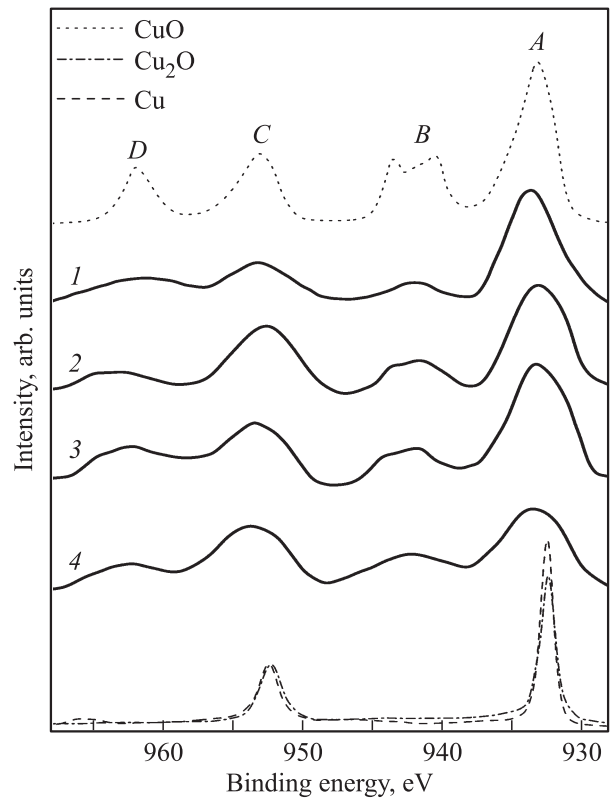 CuO
Cu₂O
Cu
A
D
C
B
1
2
3
4
Intensity, arb. units
960 950 940 930
Binding energy, eV